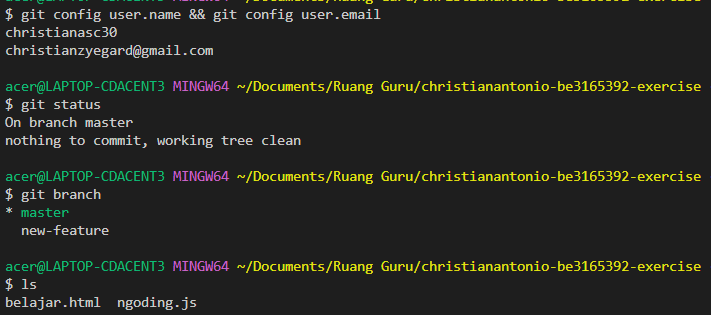 $ git config user.name && git config user.email
christianasc30
christianzyegard@gmail.com
acer@LAPTOP-CDACENT3 MINGW64 ~/Documents/Ruang Guru/christianantonio-be3165392-exercise
$ git status
On branch master
nothing to commit, working tree clean
acer@LAPTOP-CDACENT3 MINGW64 ~/Documents/Ruang Guru/christianantonio-be3165392-exercise
$ git branch
* master
  new-feature
acer@LAPTOP-CDACENT3 MINGW64 ~/Documents/Ruang Guru/christianantonio-be3165392-exercise
$ ls
belajar.html  ngoding.js